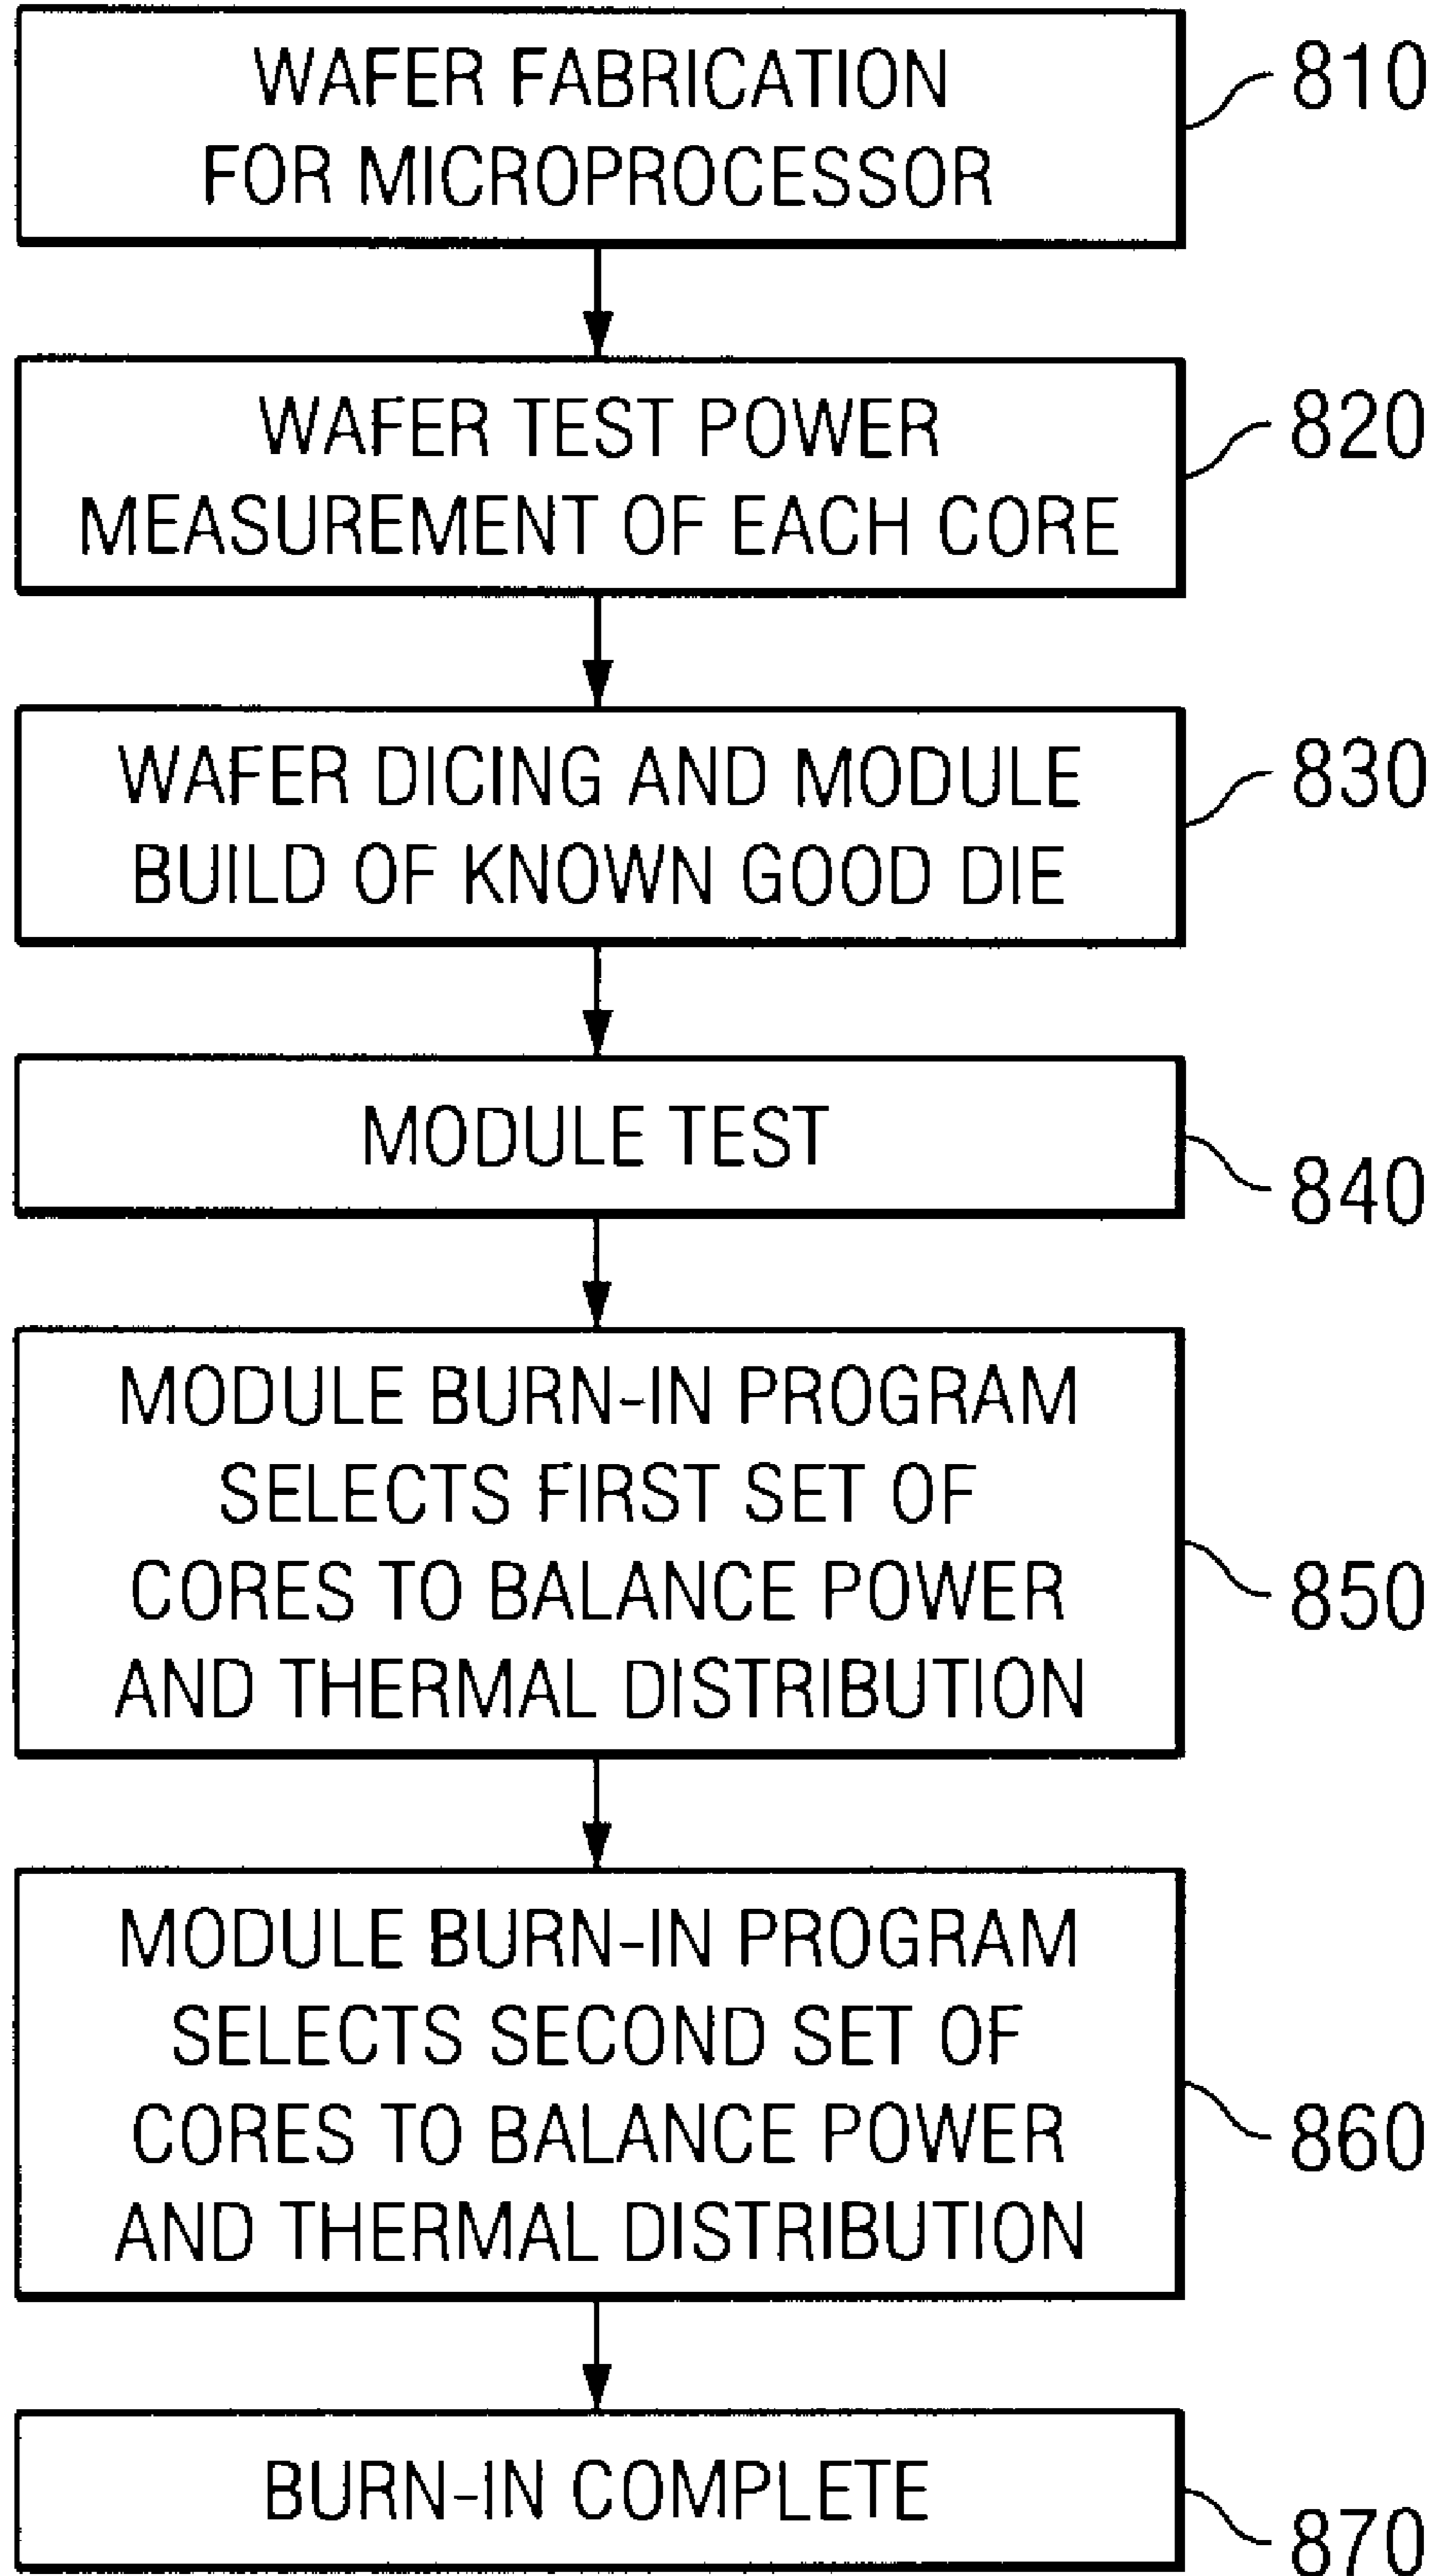 WAFER FABRICATION
FOR MICROPROCESSOR
810
WAFER TEST POWER
MEASUREMENT OF EACH CORE
820
WAFER DICING AND MODULE
BUILD OF KNOWN GOOD DIE
830
MODULE TEST
840
MODULE BURN-IN PROGRAM
SELECTS FIRST SET OF
CORES TO BALANCE POWER
AND THERMAL DISTRIBUTION
850
MODULE BURN-IN PROGRAM
SELECTS SECOND SET OF
CORES TO BALANCE POWER
AND THERMAL DISTRIBUTION
860
BURN-IN COMPLETE
870